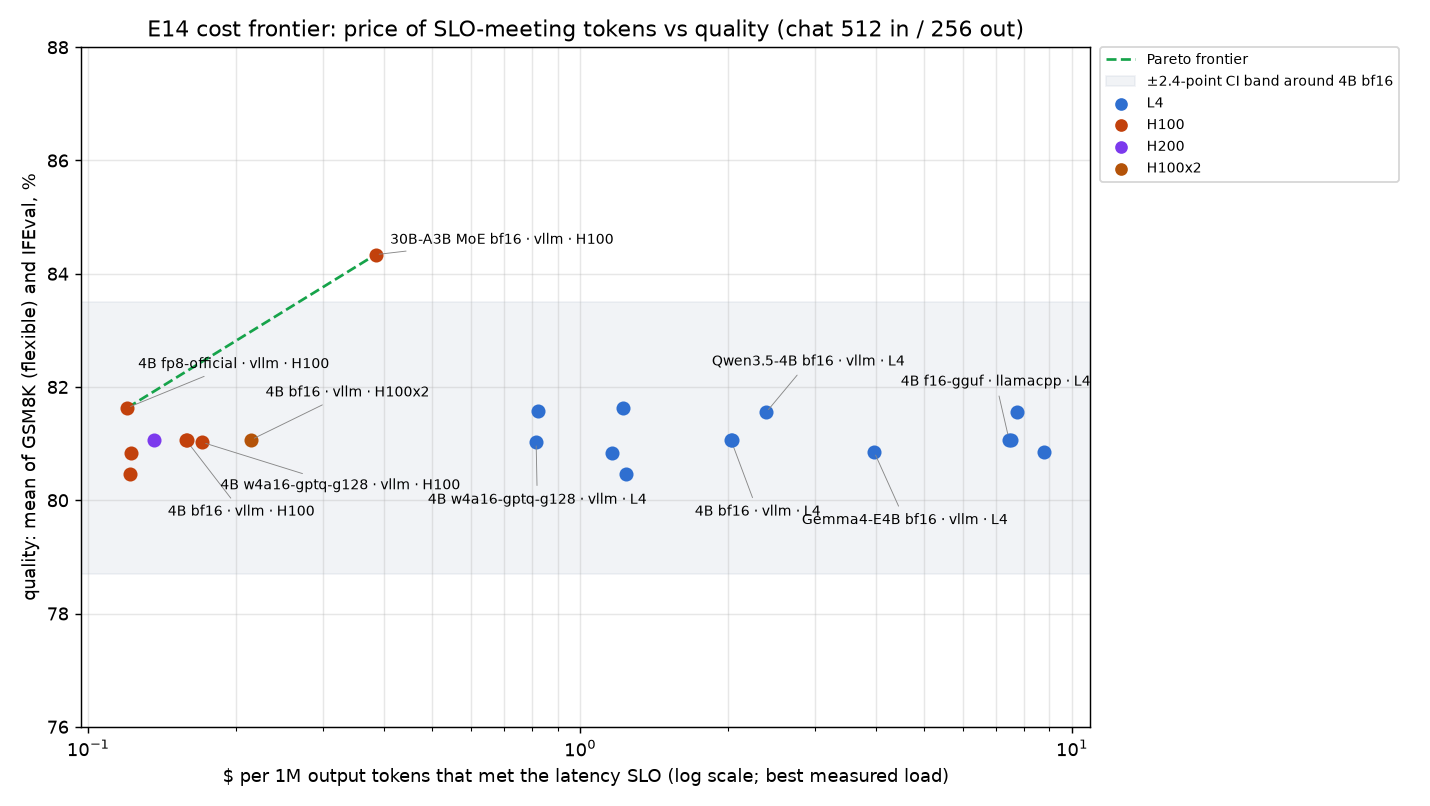 E14 cost frontier: price of SLO-meeting tokens vs quality (chat 512 in / 256 out)
Pareto frontier
±2.4-point CI band around 4B bf16
L4
H100
H200
H100x2
quality: mean of GSM8K (flexible) and IFEval, %
88
86
84
82
80
78
76
30B-A3B MoE bf16 · vllm · H100
4B fp8-official · vllm · H100
Qwen3.5-4B bf16 · vllm · L4
4B f16-gguf · llamacpp · L4
4B bf16 · vllm · H100x2
4B w4a16-gptq-g128 · vllm · H100
4B w4a16-gptq-g128 · vllm · L4
4B bf16 · vllm · H100
4B bf16 · vllm · L4
Gemma4-E4B bf16 · vllm · L4
10⁻¹
10⁰
10¹
$ per 1M output tokens that met the latency SLO (log scale; best measured load)